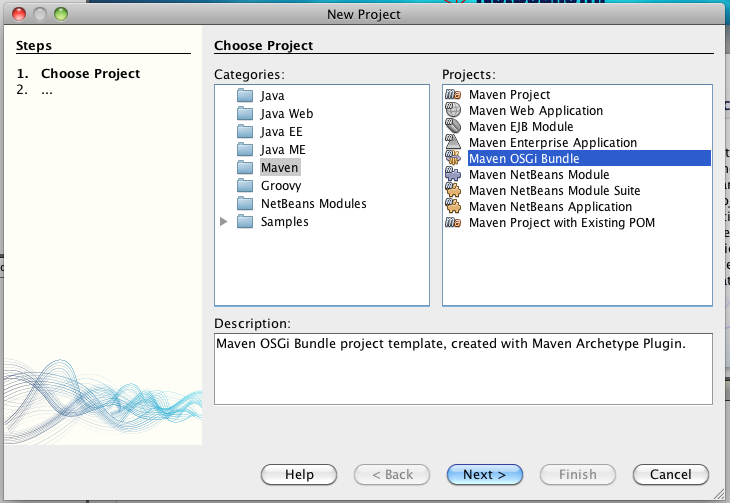 New Project
Steps
1. Choose Project
2. ...
Choose Project
Categories:
Java
Java Web
Java EE
Java ME
Maven
Groovy
NetBeans Modules
Samples
Projects:
Maven Project
Maven Web Application
Maven EJB Module
Maven Enterprise Application
Maven OSGi Bundle
Maven NetBeans Module
Maven NetBeans Module Suite
Maven NetBeans Application
Maven Project with Existing POM
Description:
Maven OSGi Bundle project template, created with Maven Archetype Plugin.
Help
< Back
Next >
Finish
Cancel